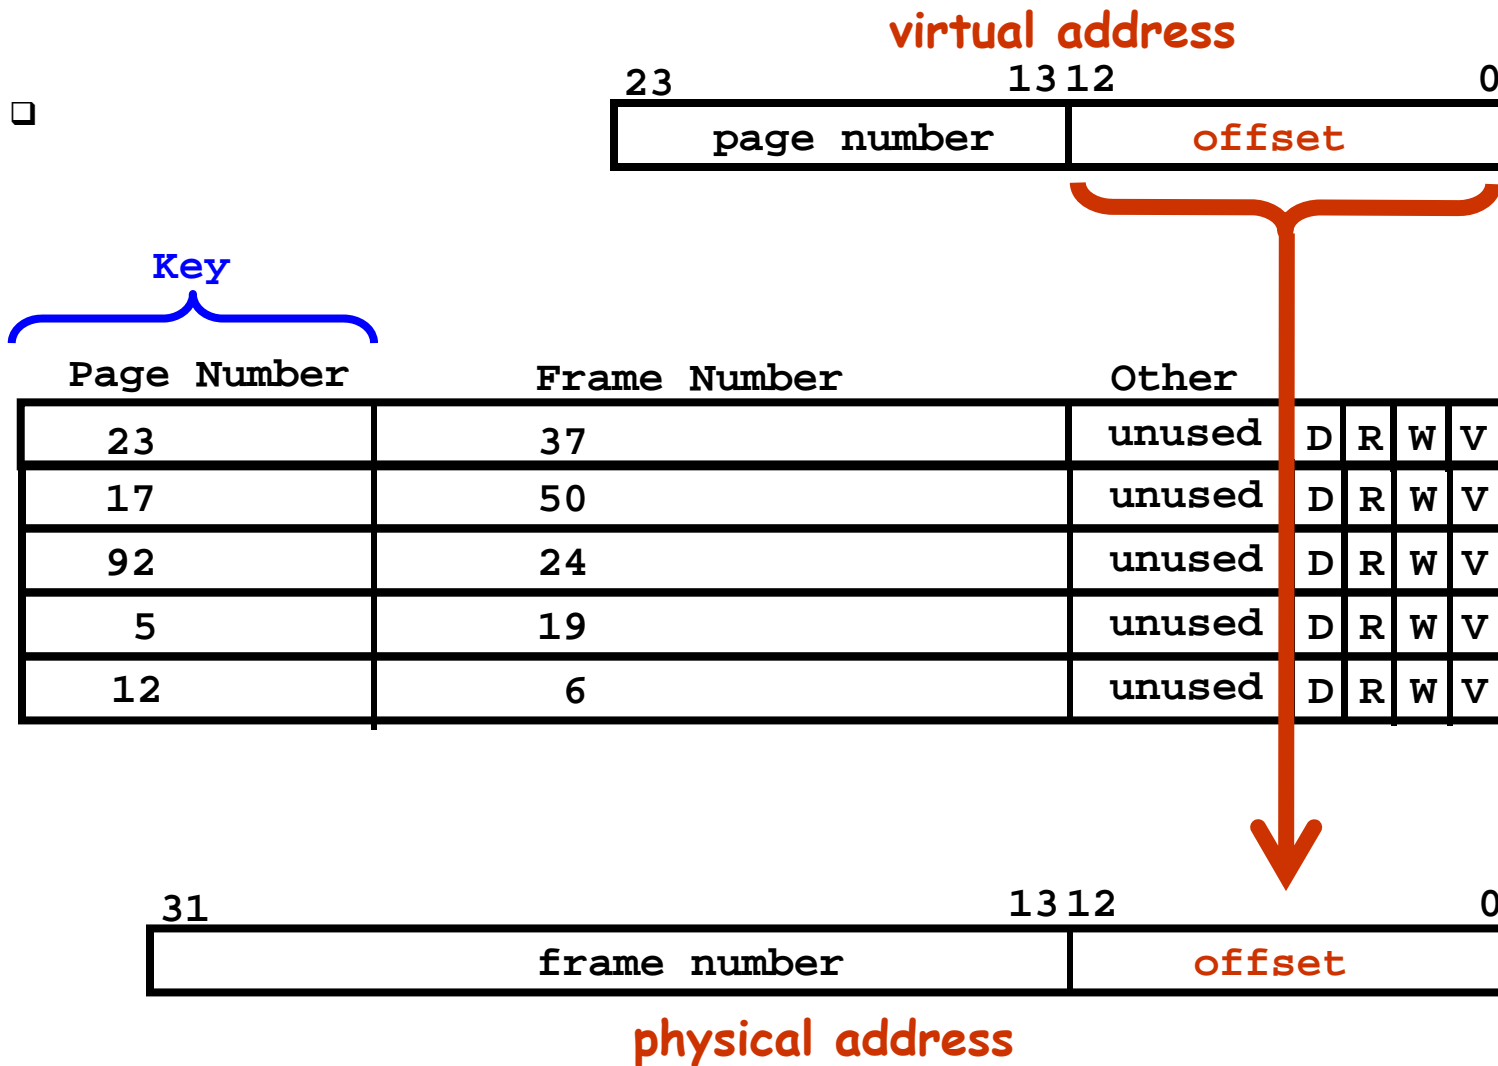 virtual address
23 13 12 0
page number offset
Key
Page Number Frame Number Other
23 37 unused D R W V
17 50 unused D R W V
92 24 unused D R W V
5 19 unused D R W V
12 6 unused D R W V
31 13 12 0
frame number offset
physical address